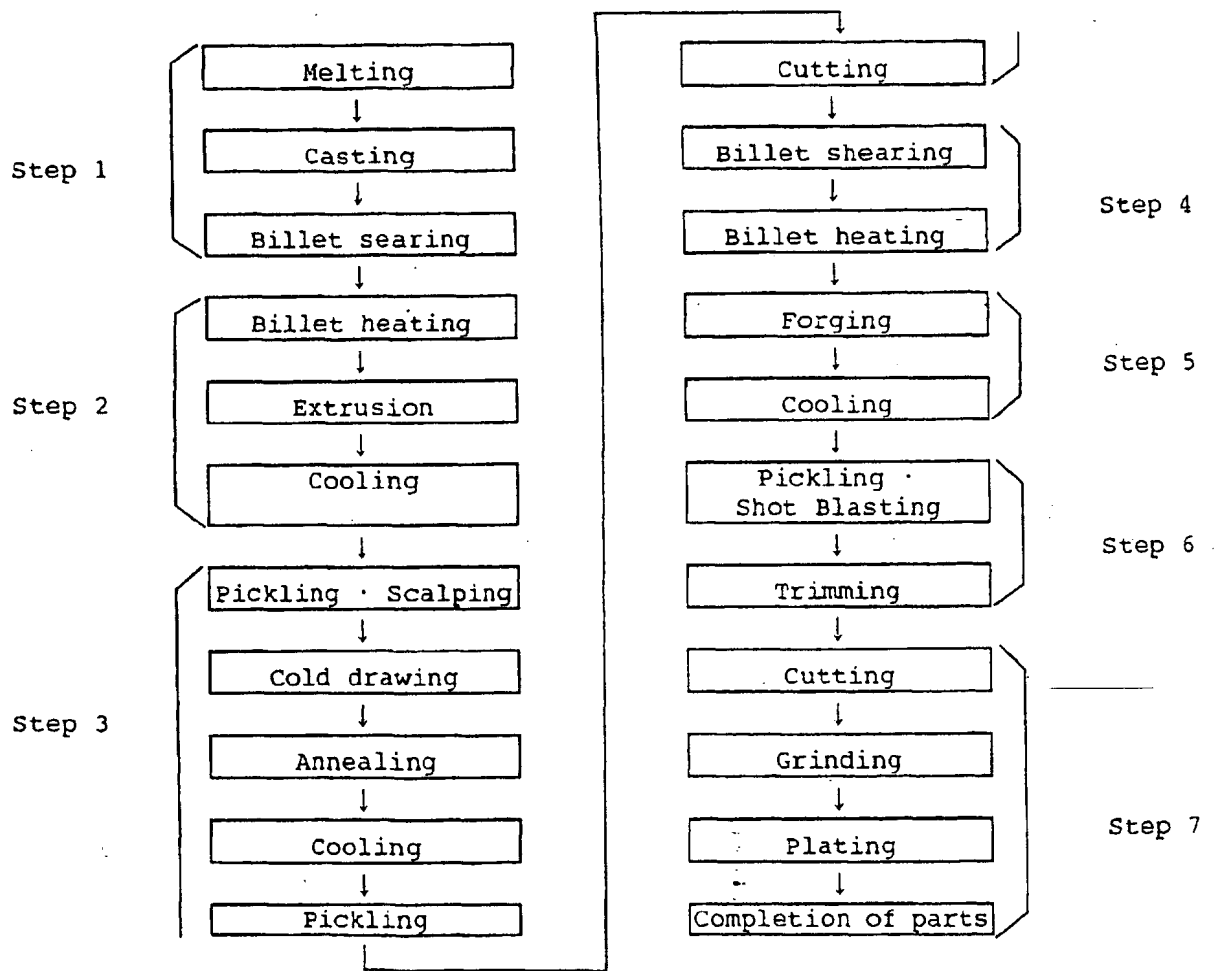 Step 1
Melting
Casting
Billet searing
Step 2
Billet heating
Extrusion
Cooling
Step 3
Pickling · Scalping
Cold drawing
Annealing
Cooling
Pickling
Cutting
Step 4
Billet shearing
Billet heating
Step 5
Forging
Cooling
Step 6
Pickling ·
Shot Blasting
Trimming
Step 7
Cutting
Grinding
Plating
Completion of parts